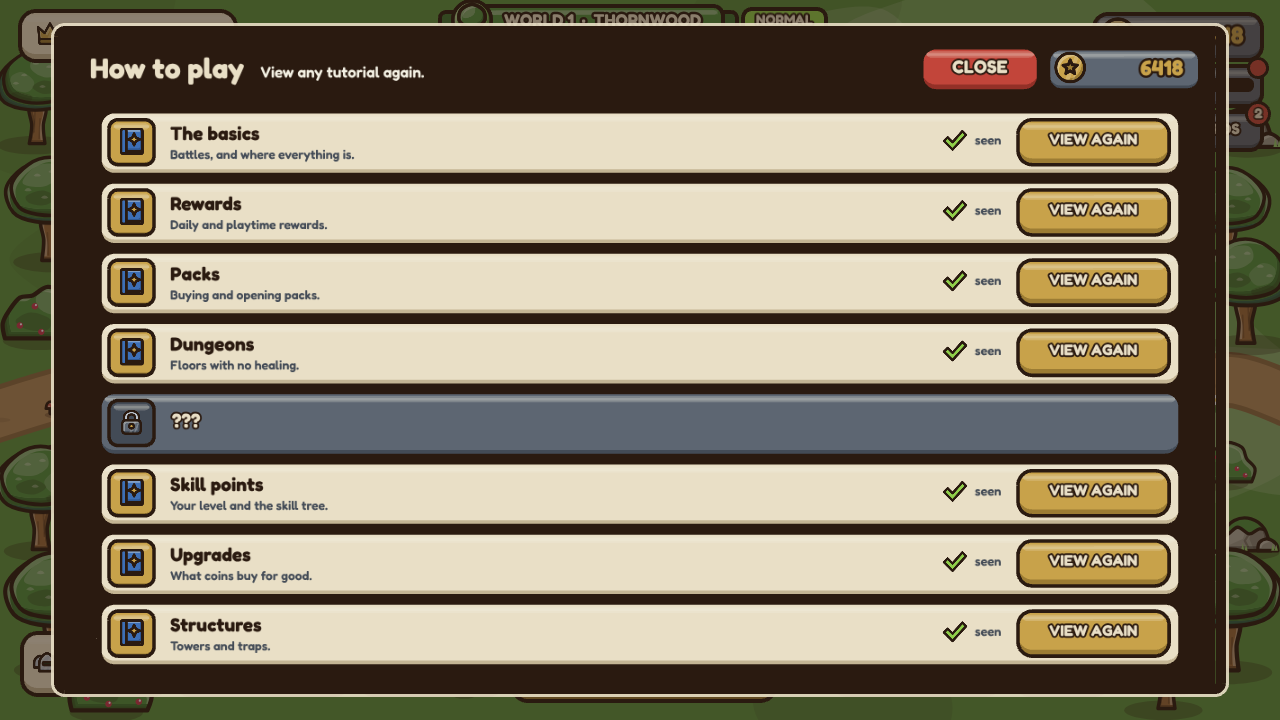 WORLD 1 · THORNWOOD
NORMAL
How to play
View any tutorial again.
CLOSE
6418
The basics
Battles, and where everything is.
seen
VIEW AGAIN
Rewards
Daily and playtime rewards.
seen
VIEW AGAIN
Packs
Buying and opening packs.
seen
VIEW AGAIN
Dungeons
Floors with no healing.
seen
VIEW AGAIN
???
Skill points
Your level and the skill tree.
seen
VIEW AGAIN
Upgrades
What coins buy for good.
seen
VIEW AGAIN
Structures
Towers and traps.
seen
VIEW AGAIN
2